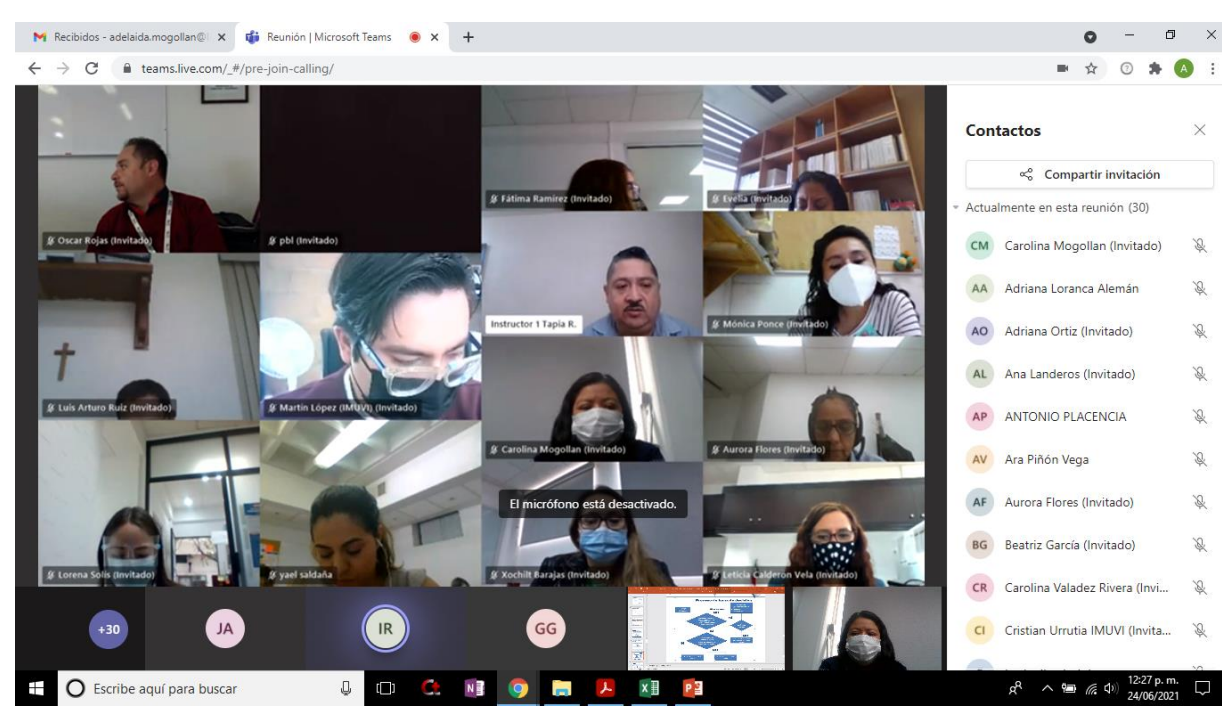 Recibidos - adelaida.mogollan@
Reunión | Microsoft Teams
teams.live.com/_#/pre-join-calling/
A
Oscar Rojas (Invitado)
pbl (Invitado)
Fátima Ramírez (Invitado)
Evelia (Invitado)
Luis Arturo Ruiz (Invitado)
Martin López (IMUVI) (Invitado)
Instructor 1 Tapia R.
Mónica Ponce (Invitado)
Carolina Mogollan (Invitado)
Aurora Flores (Invitado)
El micrófono está desactivado.
Lorena Solis (Invitado)
yael saldaña
Xochilt Barajas (Invitado)
Leticia Calderon Vela (Invitado)
+30
JA
IR
GG
Contactos
Compartir invitación
Actualmente en esta reunión (30)
CM Carolina Mogollan (Invitado)
AA Adriana Loranca Alemán
AO Adriana Ortiz (Invitado)
AL Ana Landeros (Invitado)
AP ANTONIO PLACENCIA
AV Ara Piñón Vega
AF Aurora Flores (Invitado)
BG Beatriz García (Invitado)
CR Carolina Valadez Rivera (Invi...
CI Cristian Urrutia IMUVI (Invita...
Escribe aquí para buscar
12:27 p. m.
24/06/2021